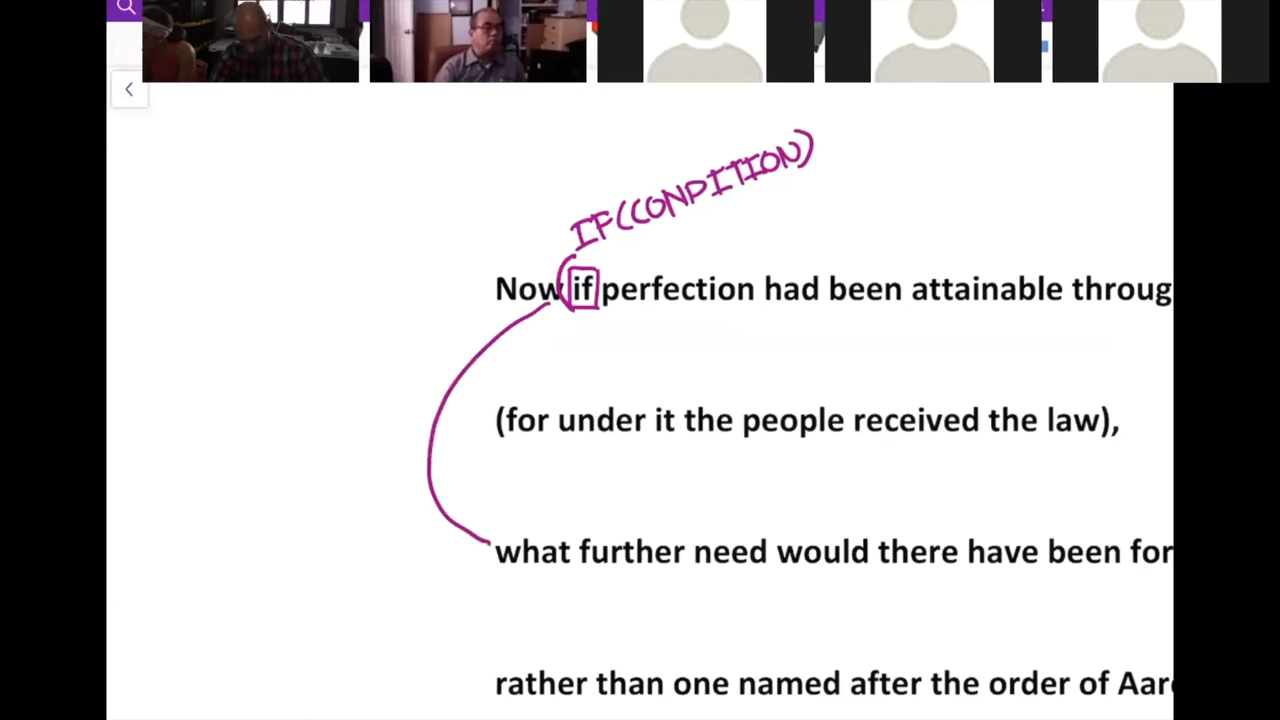 IF(CONDITION)
Now if perfection had been attainable throug
(for under it the people received the law),
what further need would there have been for
rather than one named after the order of